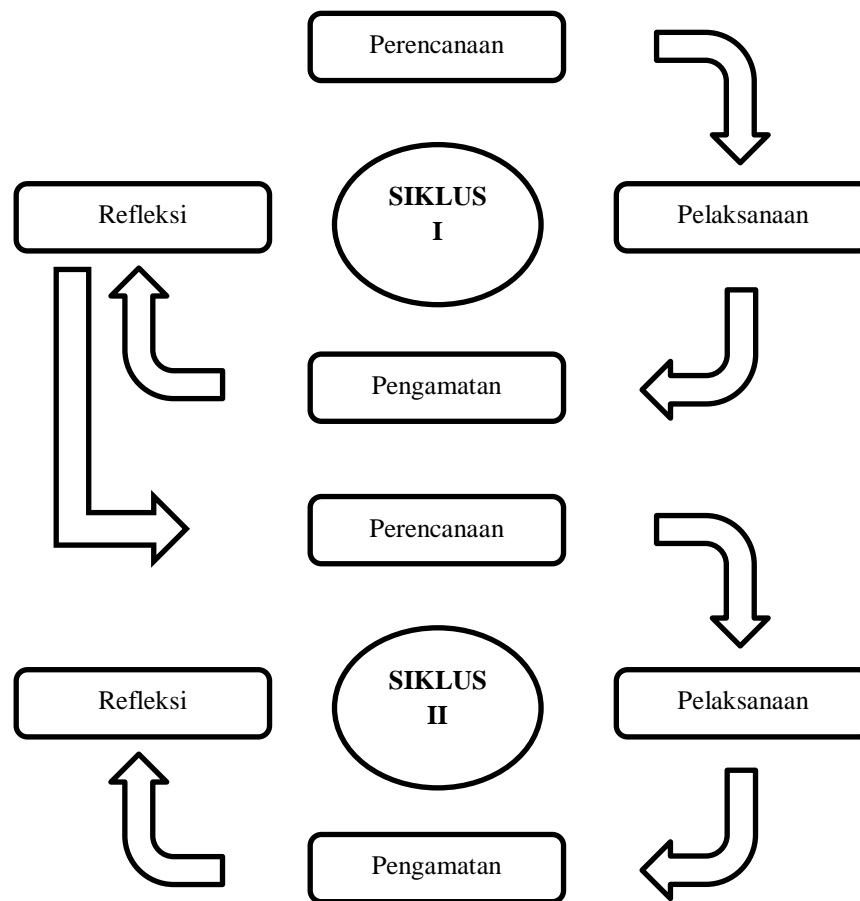 Perencanaan
SIKLUS
I
Refleksi
Pelaksanaan
Pengamatan
Perencanaan
SIKLUS
II
Refleksi
Pelaksanaan
Pengamatan